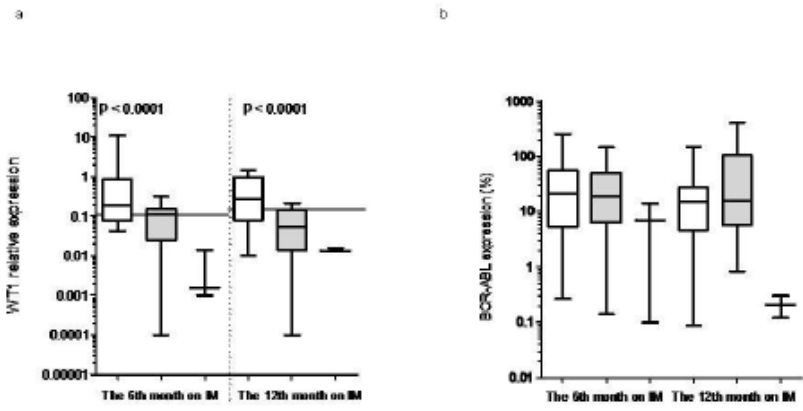 a
b
p < 0.0001
p < 0.0001
WT1 relative expression
100
10
1
0.1
0.01
0.001
0.0001
0.00001
The 6th month on IM
The 12th month on IM
BCR-ABL expression (%)
1000
100
10
1
0.1
0.01
The 6th month on IM
The 12th month on IM